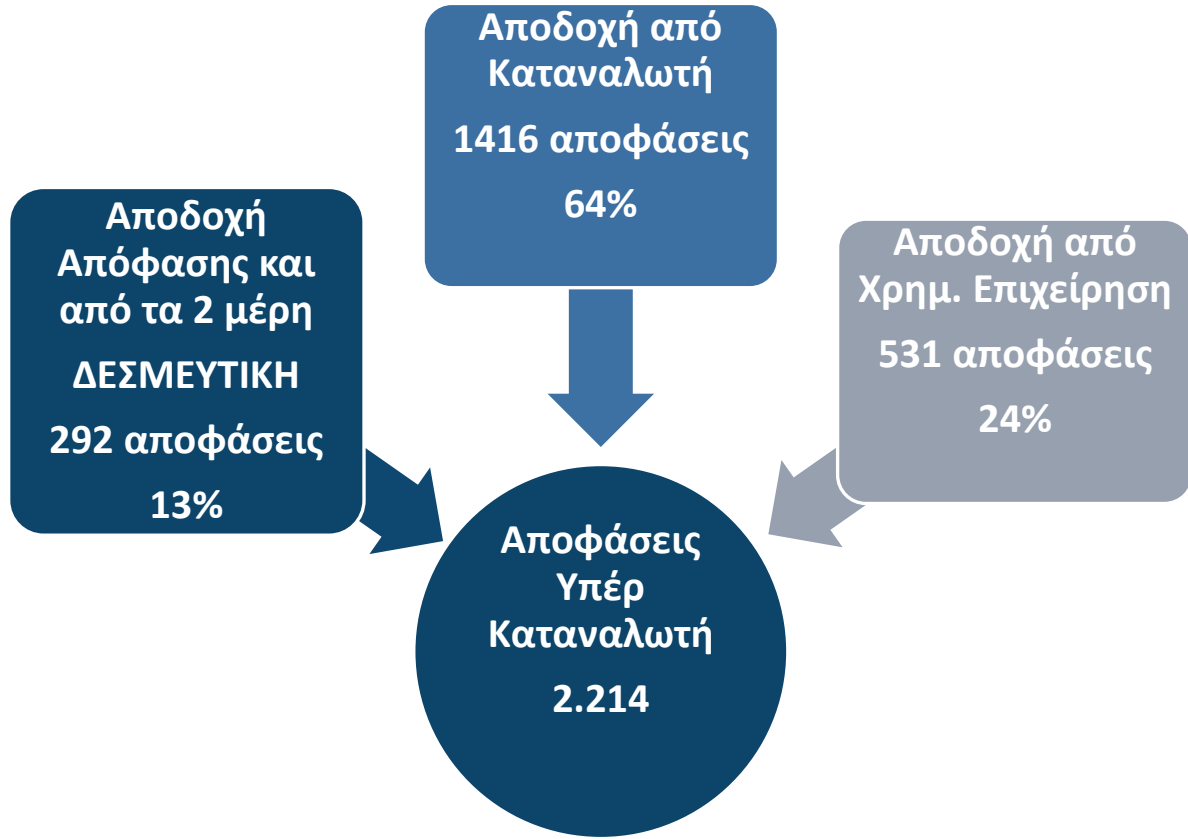 Αποδοχή από
Καταναλωτή
1416 αποφάσεις
64%
Αποδοχή
Απόφασης και
από τα 2 μέρη
ΔΕΣΜΕΥΤΙΚΗ
292 αποφάσεις
13%
Αποδοχή από
Χρημ. Επιχείρηση
531 αποφάσεις
24%
Αποφάσεις
Υπέρ
Καταναλωτή
2.214